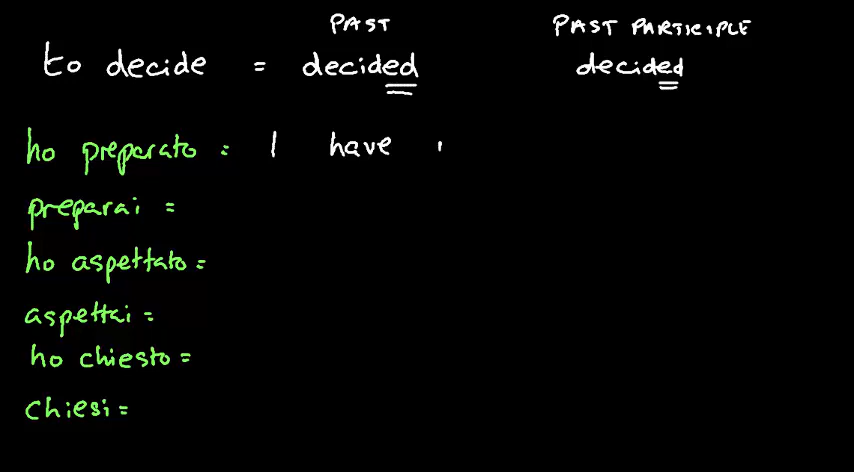 PAST PAST PARTICIPLE
to decide = decided decided
ho preparato = I have
preparai =
ho aspettato =
aspettai =
ho chiesto =
chiesi =